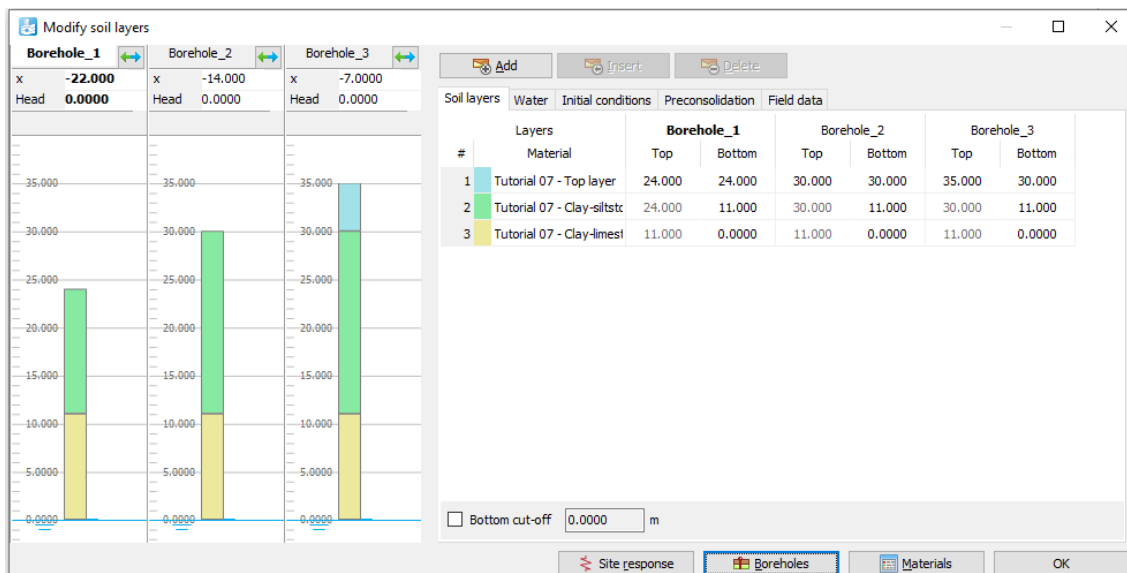 Modify soil layers
Borehole_1 Borehole_2 Borehole_3
x -22.000 x -14.000 x -7.0000
Head 0.0000 Head 0.0000 Head 0.0000
35.000 35.000 35.000
30.000 30.000 30.000
25.000 25.000 25.000
20.000 20.000 20.000
15.000 15.000 15.000
10.000 10.000 10.000
5.0000 5.0000 5.0000
0.0000 0.0000 0.0000
Add Insert Delete
Soil layers Water Initial conditions Preconsolidation Field data
Layers Borehole_1 Borehole_2 Borehole_3
# Material Top Bottom Top Bottom Top Bottom
1 Tutorial 07 - Top layer 24.000 24.000 30.000 30.000 35.000 30.000
2 Tutorial 07 - Clay-siltsto 24.000 11.000 30.000 11.000 30.000 11.000
3 Tutorial 07 - Clay-limest 11.000 0.0000 11.000 0.0000 11.000 0.0000
Bottom cut-off 0.0000 m
Site response Boreholes Materials OK